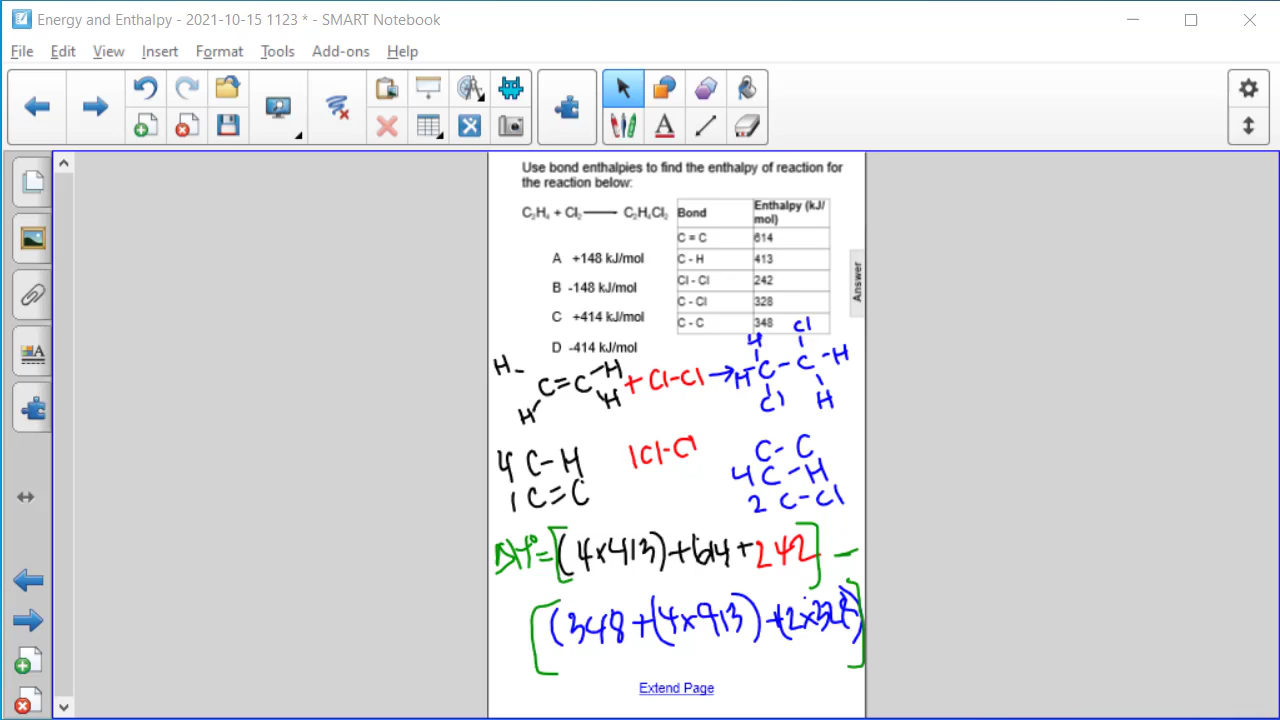 Energy and Enthalpy - 2021-10-15 1123 * - SMART Notebook
File Edit View Insert Format Tools Add-ons Help
Use bond enthalpies to find the enthalpy of reaction for
the reaction below:
C₂H₄ + Cl₂ —— C₂H₄Cl₂
Bond Enthalpy (kJ/mol)
C = C 614
C - H 413
Cl - Cl 242
C - Cl 328
C - C 348
A +148 kJ/mol
B -148 kJ/mol
C +414 kJ/mol
D -414 kJ/mol
Answer
H H Cl
H C=C H + Cl-Cl → H-C-C-H
H Cl H
4 C-H 1Cl-Cl C-C
1 C=C 4 C-H
2 C-Cl
ΔH°=[(4x413)+614+242] -
[(348+(4x913)+(2x328)]
Extend Page